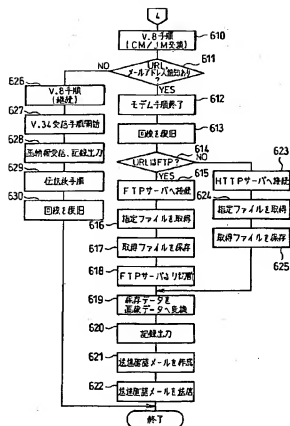 4
V.8手順
(CM/JM交換)
610
URL,
メールアドレス通知あり
?
611
NO
YES
626
V.8手順
(継続)
627
V.34交信手順開始
628
画情報交信、記録出力
629
伝送後手順
630
回線を復旧
モデム手順終了
612
回線を復旧
613
URLはFTP?
614
NO
YES
615
FTPサーバへ接続
616
指定ファイルを取得
617
取得ファイルを保存
618
FTPサーバより切断
623
HTTPサーバへ接続
624
指定ファイルを取得
取得ファイルを保存
625
619
保存データを
画像データへ変換
620
記録出力
621
送達確認メールを作成
622
送達確認メールを送信
終了